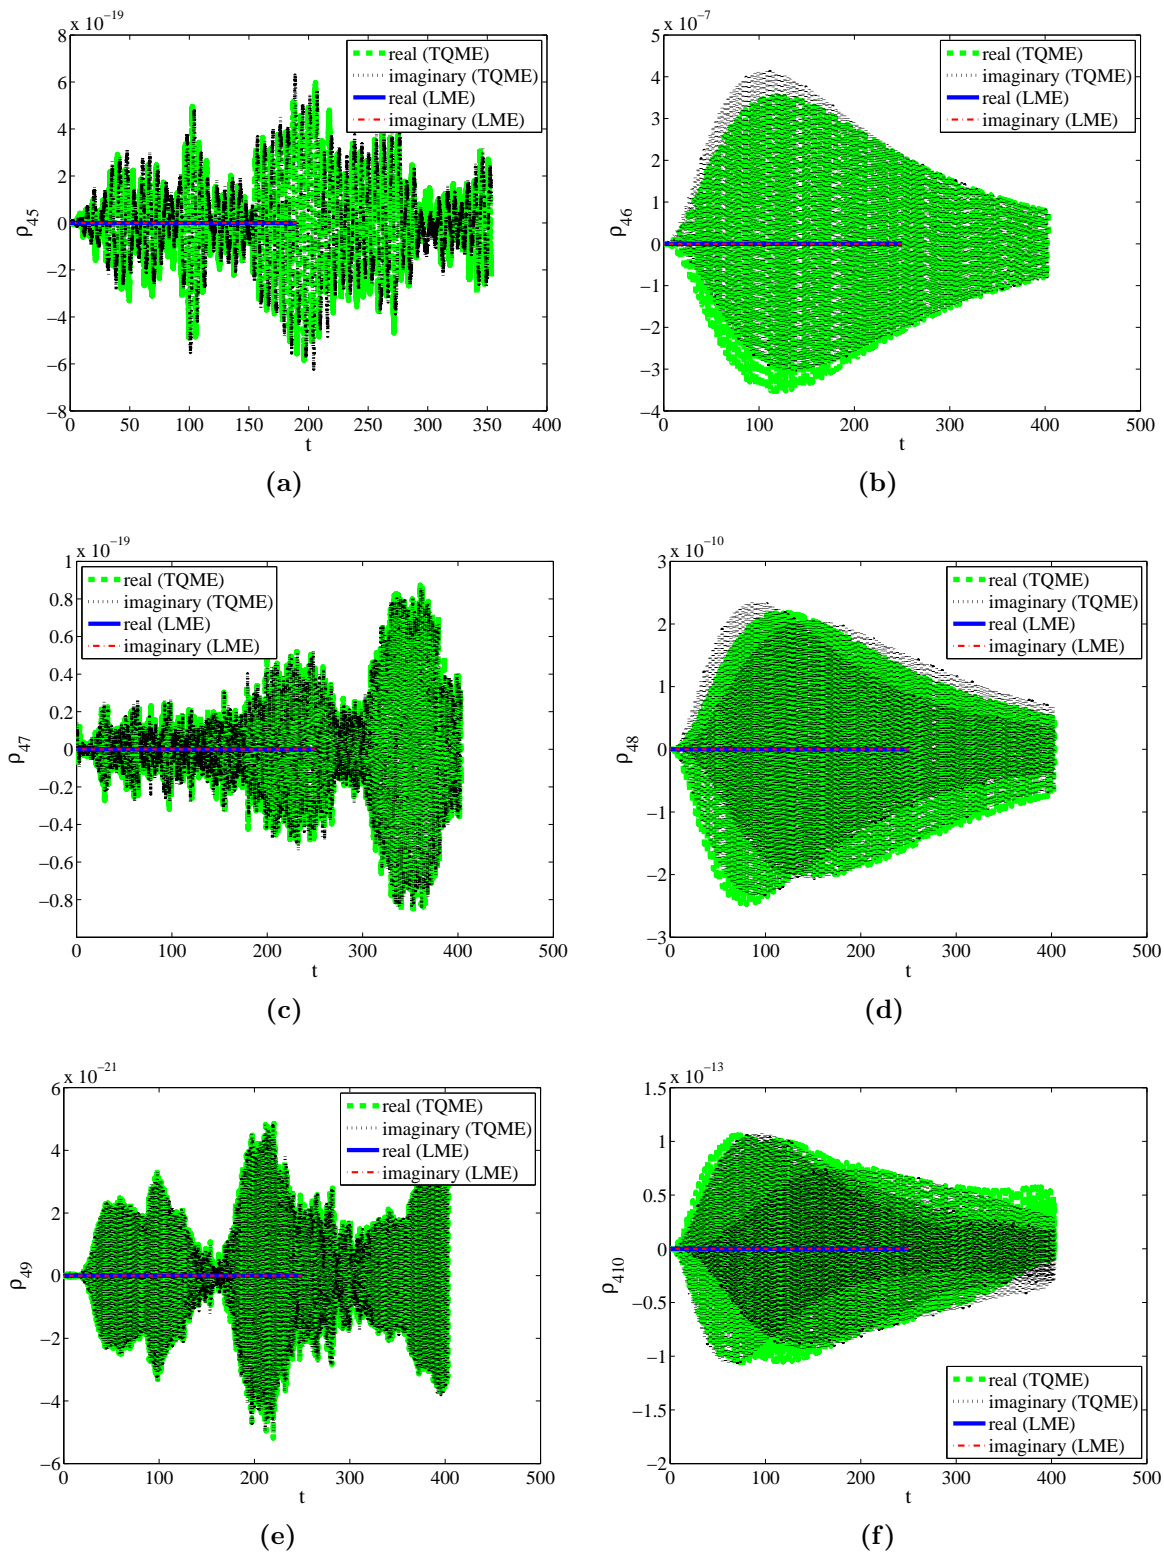 x 10−19
8
6
4
2
0
−2
−4
−6
−8
ρ45
0 50 100 150 200 250 300 350 400
t
real (TQME)
imaginary (TQME)
real (LME)
imaginary (LME)
(a)
x 10−7
5
4
3
2
1
0
−1
−2
−3
−4
ρ46
0 100 200 300 400 500
t
real (TQME)
imaginary (TQME)
real (LME)
imaginary (LME)
(b)
x 10−19
1
0.8
0.6
0.4
0.2
0
−0.2
−0.4
−0.6
−0.8
ρ47
0 100 200 300 400 500
t
real (TQME)
imaginary (TQME)
real (LME)
imaginary (LME)
(c)
x 10−10
3
2
1
0
−1
−2
−3
ρ48
0 100 200 300 400 500
t
real (TQME)
imaginary (TQME)
real (LME)
imaginary (LME)
(d)
x 10−21
6
4
2
0
−2
−4
−6
ρ49
0 100 200 300 400 500
t
real (TQME)
imaginary (TQME)
real (LME)
imaginary (LME)
(e)
x 10−13
1.5
1
0.5
0
−0.5
−1
−1.5
−2
ρ410
0 100 200 300 400 500
t
real (TQME)
imaginary (TQME)
real (LME)
imaginary (LME)
(f)